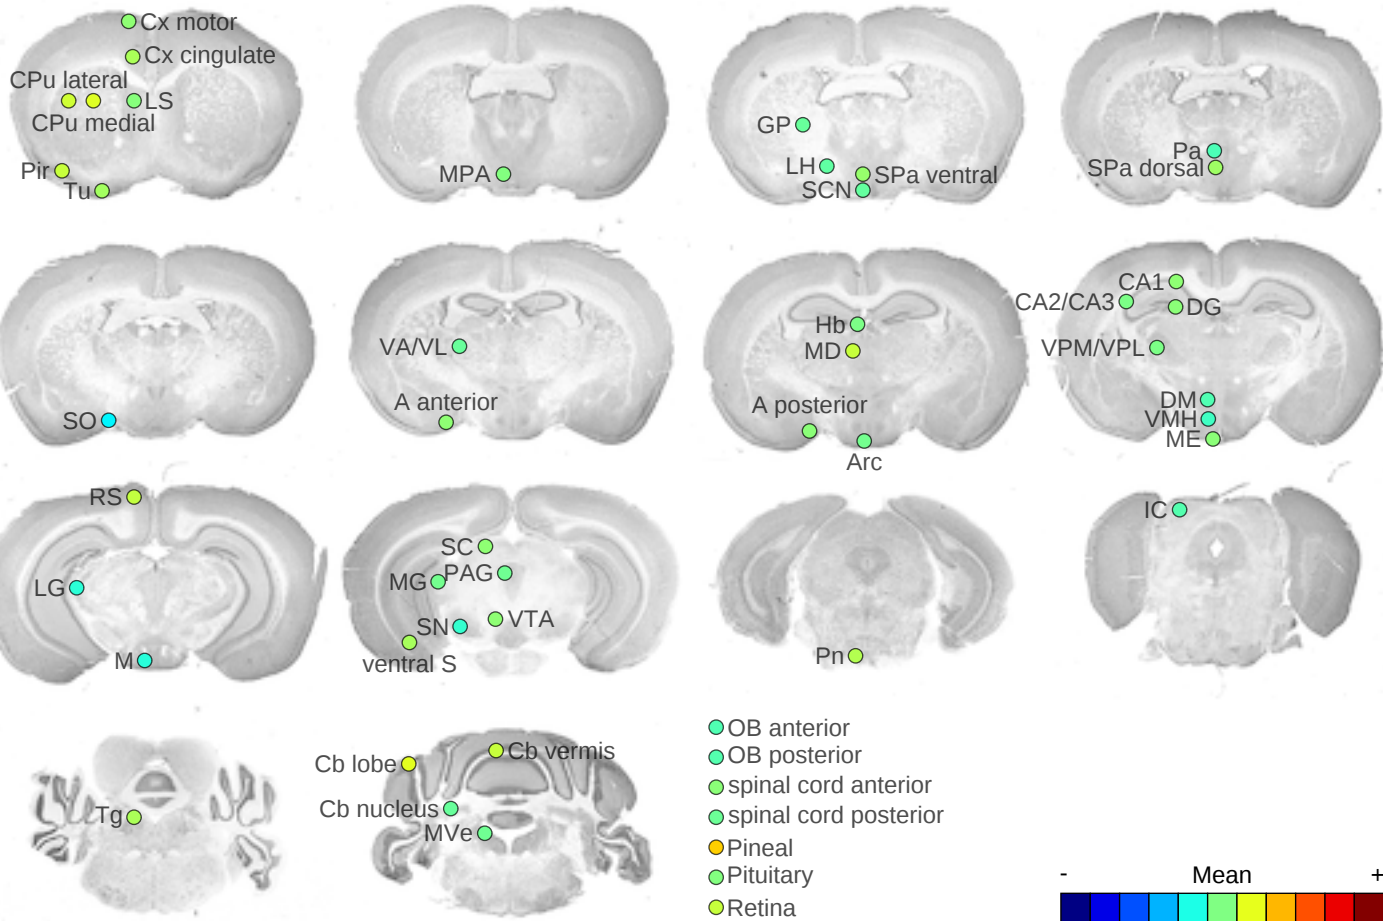 Cx motor
Cx cingulate
CPu lateral
LS
CPu medial
Pir
Tu
MPA
GP
LH
SPa ventral
SCN
Pa
SPa dorsal
SO
VA/VL
A anterior
Hb
MD
A posterior
Arc
CA1
CA2/CA3
DG
VPM/VPL
DM
VMH
ME
RS
LG
M
SC
MG PAG
SN VTA
ventral S
Pn
IC
Tg
Cb lobe
Cb vermis
Cb nucleus
MVe
OB anterior
OB posterior
spinal cord anterior
spinal cord posterior
Pineal
Pituitary
Retina
- Mean +